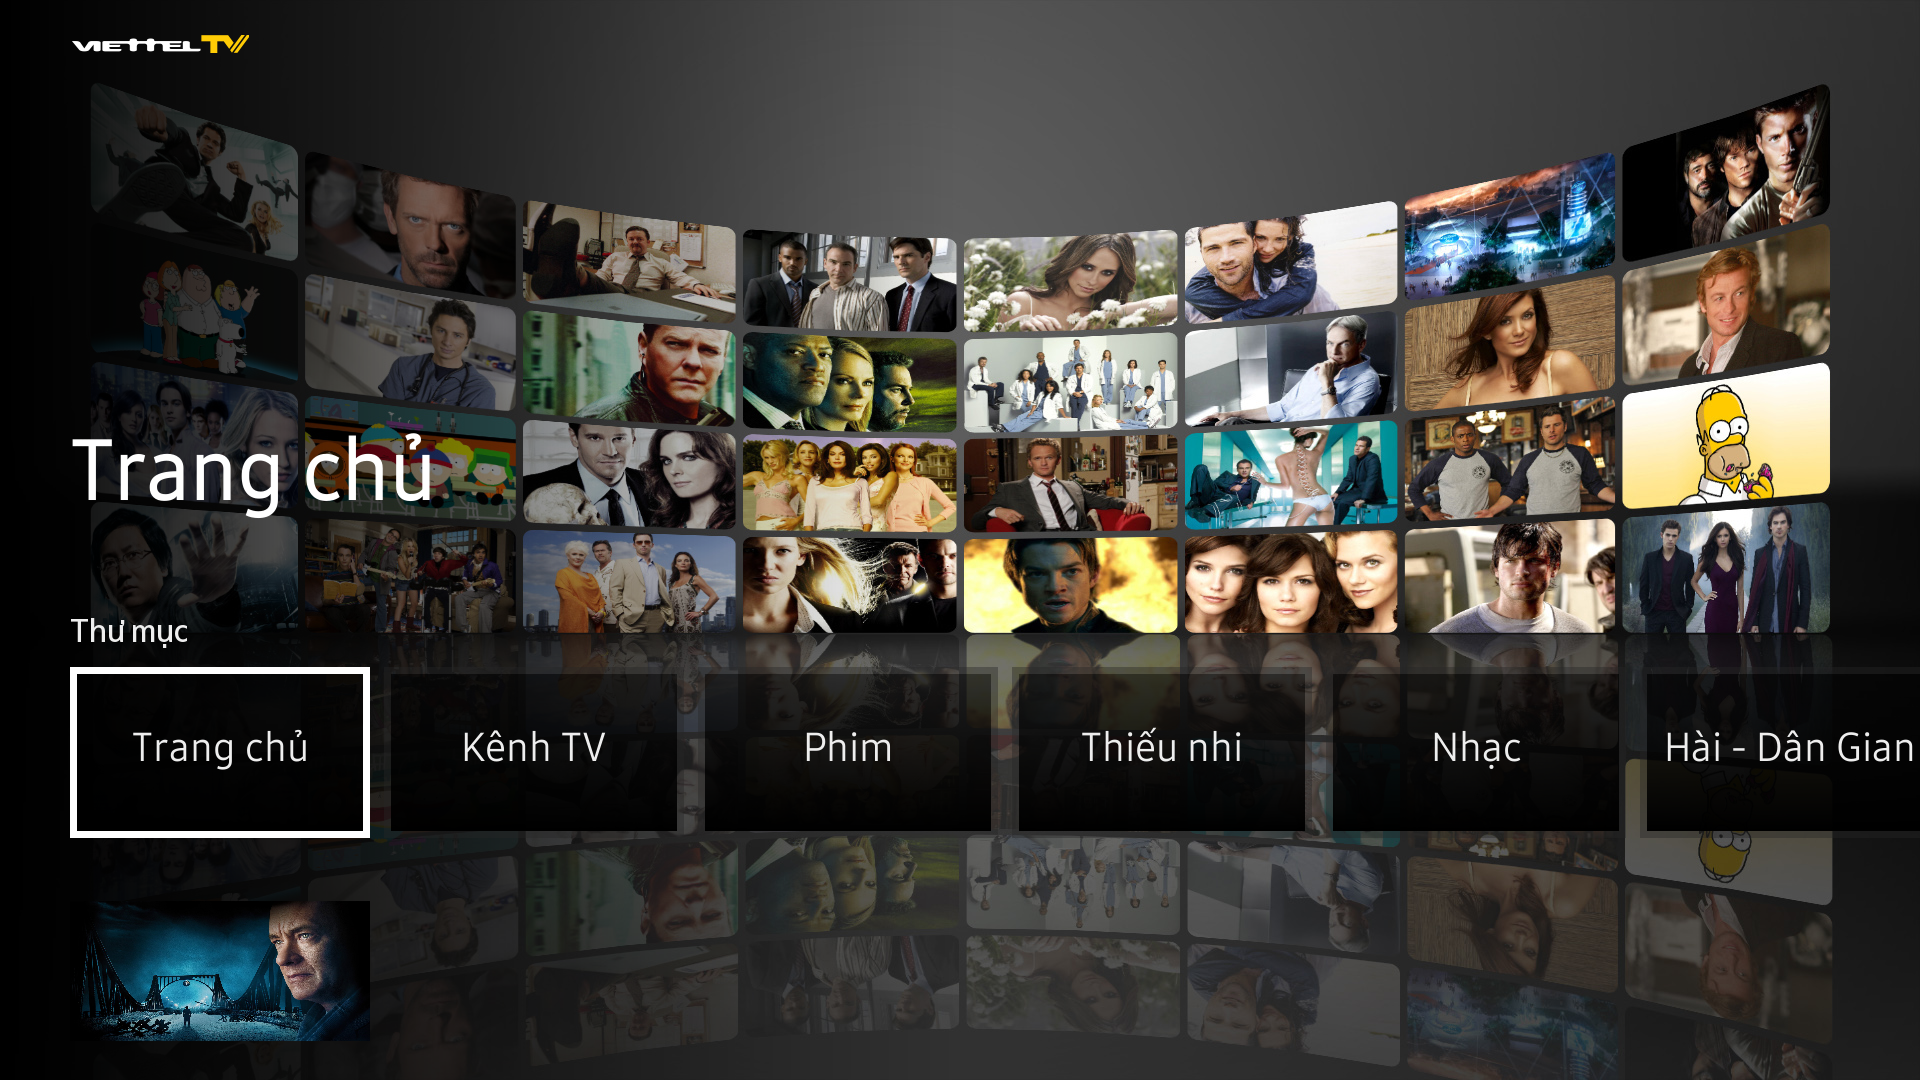 VIETTELTV
Trang chủ
Thư mục
Trang chủ
Kênh TV
Phim
Thiếu nhi
Nhạc
Hài - Dân Gian